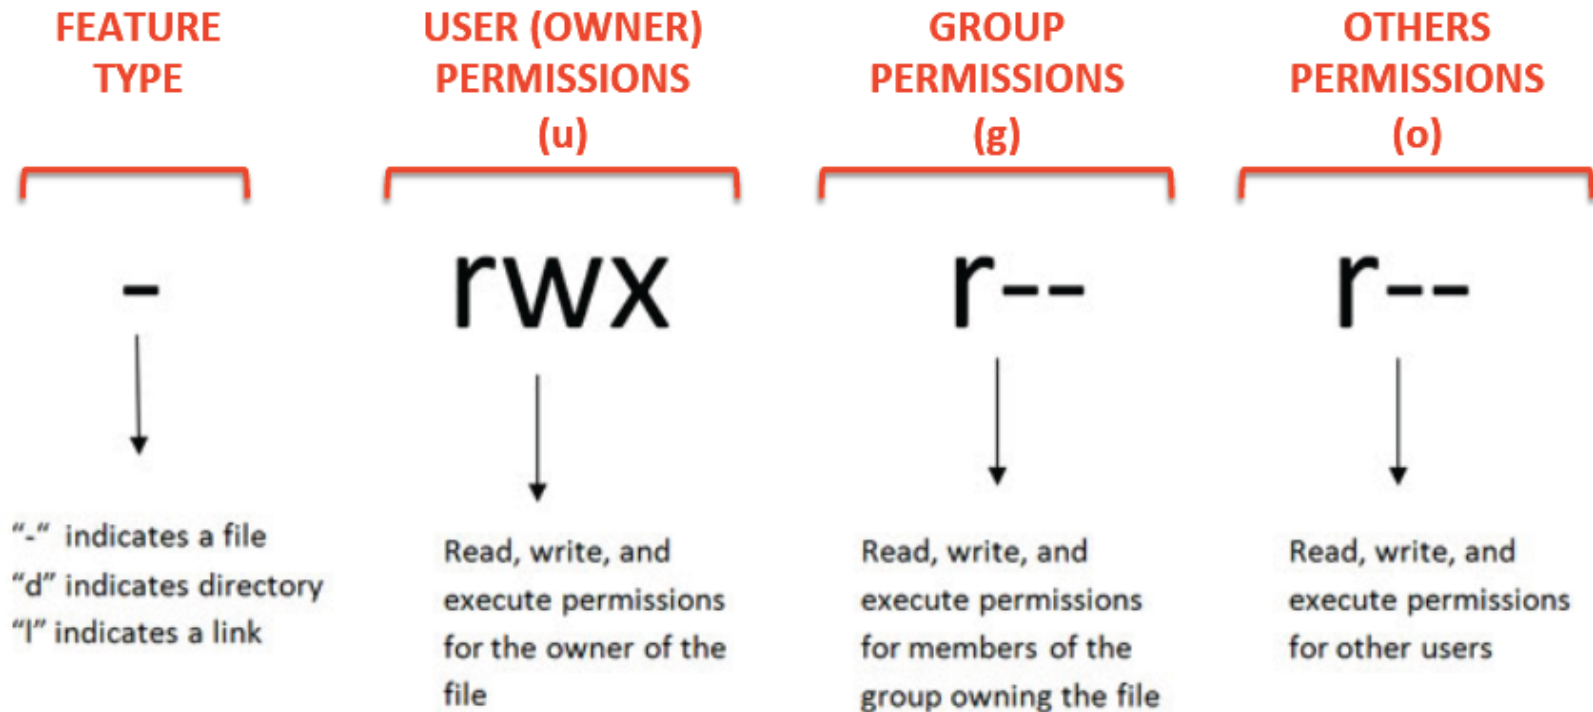 FEATURE
TYPE
USER (OWNER)
PERMISSIONS
(u)
GROUP
PERMISSIONS
(g)
OTHERS
PERMISSIONS
(o)
-
rwx
r--
r--
“-“ indicates a file
“d” indicates directory
“l” indicates a link
Read, write, and
execute permissions
for the owner of the
file
Read, write, and
execute permissions
for members of the
group owning the file
Read, write, and
execute permissions
for other users